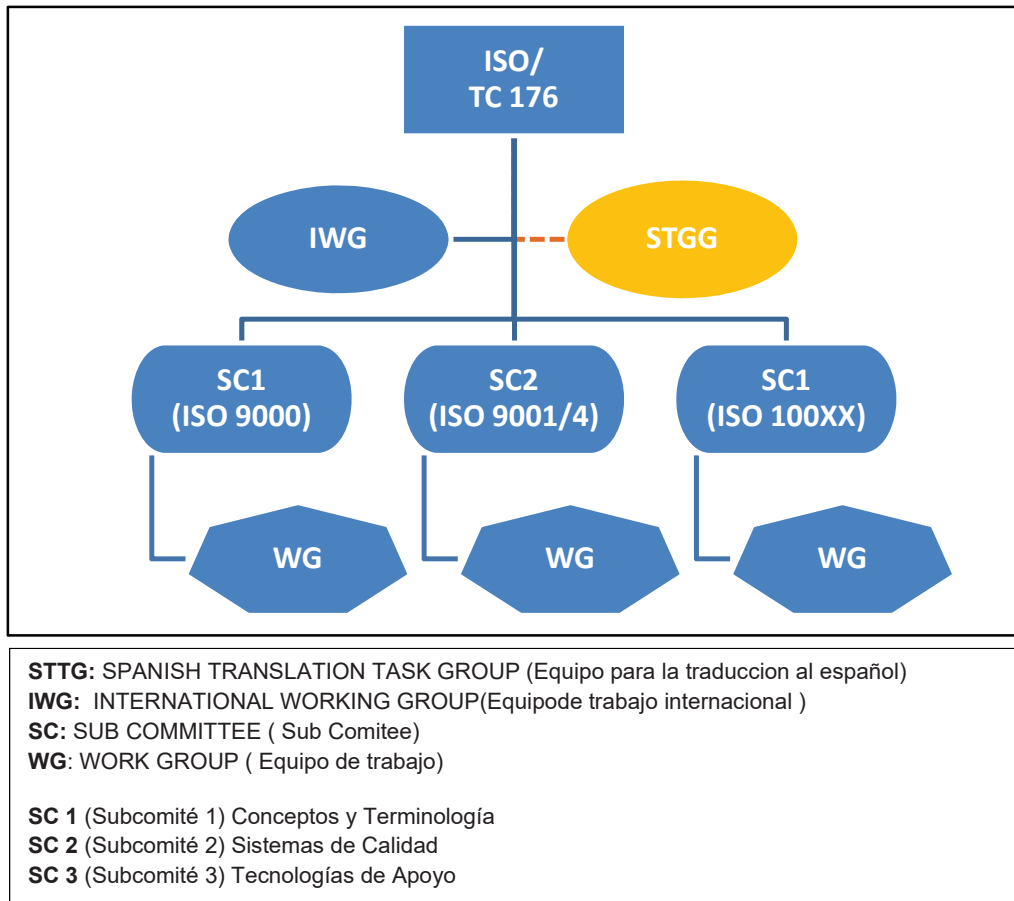 ISO/
TC 176
IWG
STGG
SC1
(ISO 9000)
SC2
(ISO 9001/4)
SC1
(ISO 100XX)
WG
WG
WG
STTG: SPANISH TRANSLATION TASK GROUP (Equipo para la traduccion al español)
IWG: INTERNATIONAL WORKING GROUP(Equipode trabajo internacional )
SC: SUB COMMITTEE ( Sub Comitee)
WG: WORK GROUP ( Equipo de trabajo)
SC 1 (Subcomité 1) Conceptos y Terminología
SC 2 (Subcomité 2) Sistemas de Calidad
SC 3 (Subcomité 3) Tecnologías de Apoyo